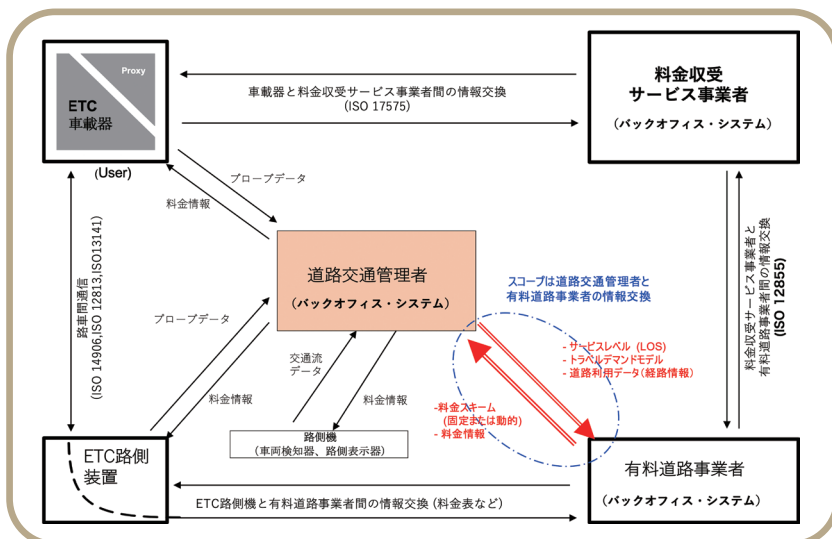 Proxy
ETC
車載器
(User)
車載器と料金収受サービス事業者間の情報交換
(ISO 17575)
料金収受
サービス事業者
(バックオフィス・システム)
プローブデータ
料金情報
路車間通信
(ISO 14906,ISO 12813,ISO13141)
道路交通管理者
(バックオフィス・システム)
スコープは道路交通管理者と
有料道路事業者の情報交換
料金収受サービス事業者と
有料道路事業者間の情報交換
(ISO 12855)
プローブデータ
料金情報
交通流
データ
料金情報
- サービスレベル (LOS)
- トラベルデマンドモデル
- 道路利用データ(経路情報)
-料金スキーム
(固定または動的)
- 料金情報
路側機
(車両検知器、路側表示器)
ETC路側
装置
ETC路側機と有料道路事業者間の情報交換 (料金表など)
有料道路事業者
(バックオフィス・システム)